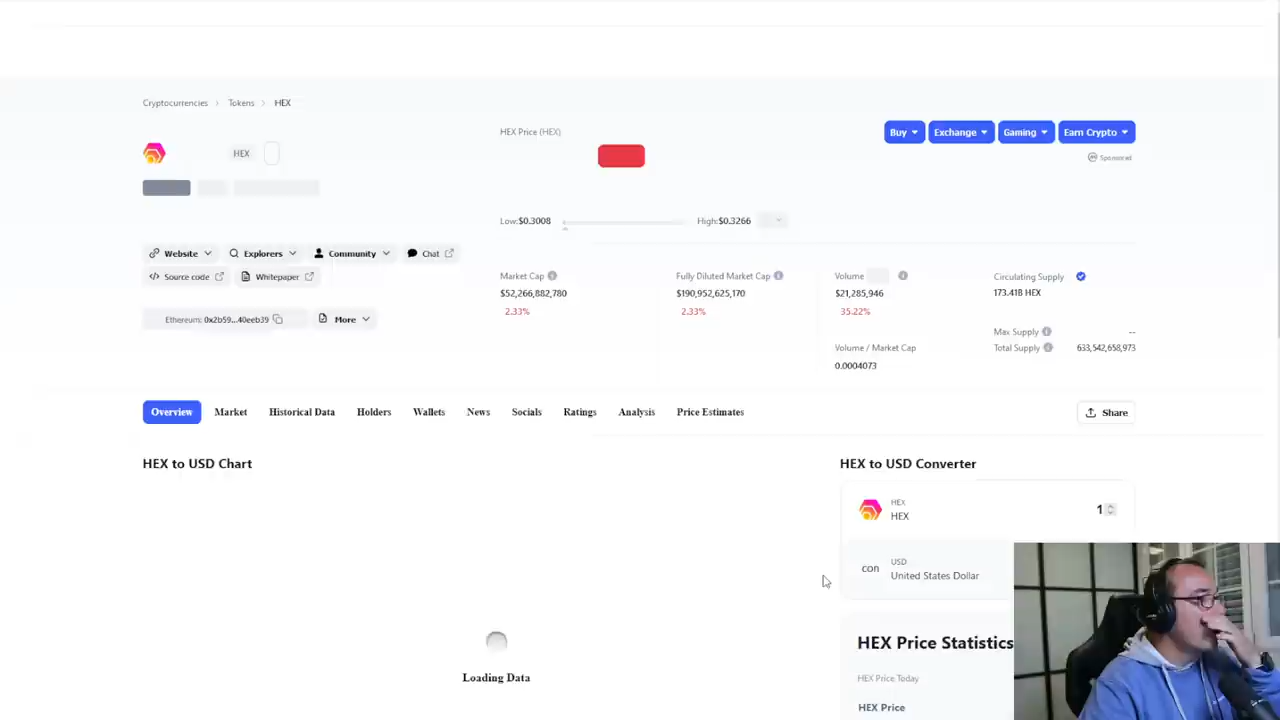 Cryptocurrencies > Tokens > HEX
HEX
HEX Price (HEX)
Buy
Exchange
Gaming
Earn Crypto
Sponsored
Low:$0.3008
High:$0.3266
Website
Explorers
Community
Chat
Source code
Whitepaper
Ethereum: 0x2b59...40eeb39
More
Market Cap
$52,266,882,780
2.33%
Fully Diluted Market Cap
$190,952,625,170
2.33%
Volume
$21,285,946
35.22%
Volume / Market Cap
0.0004073
Circulating Supply
173.41B HEX
Max Supply
--
Total Supply
633,542,658,973
Overview
Market
Historical Data
Holders
Wallets
News
Socials
Ratings
Analysis
Price Estimates
Share
HEX to USD Chart
Loading Data
HEX to USD Converter
HEX
HEX
1
con
USD
United States Dollar
HEX Price Statistics
HEX Price Today
HEX Price